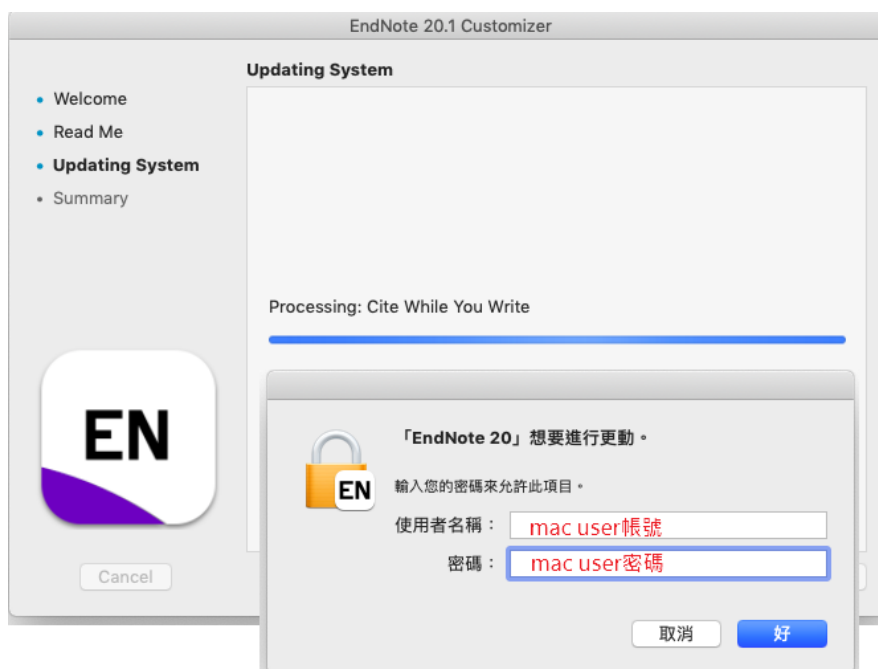 EndNote 20.1 Customizer
Updating System
• Welcome
• Read Me
• Updating System
• Summary
Processing: Cite While You Write
EN
「EndNote 20」想要進行更動。
EN
輸入您的密碼來允許此項目。
使用者名稱： mac user帳號
密碼： mac user密碼
Cancel
取消
好